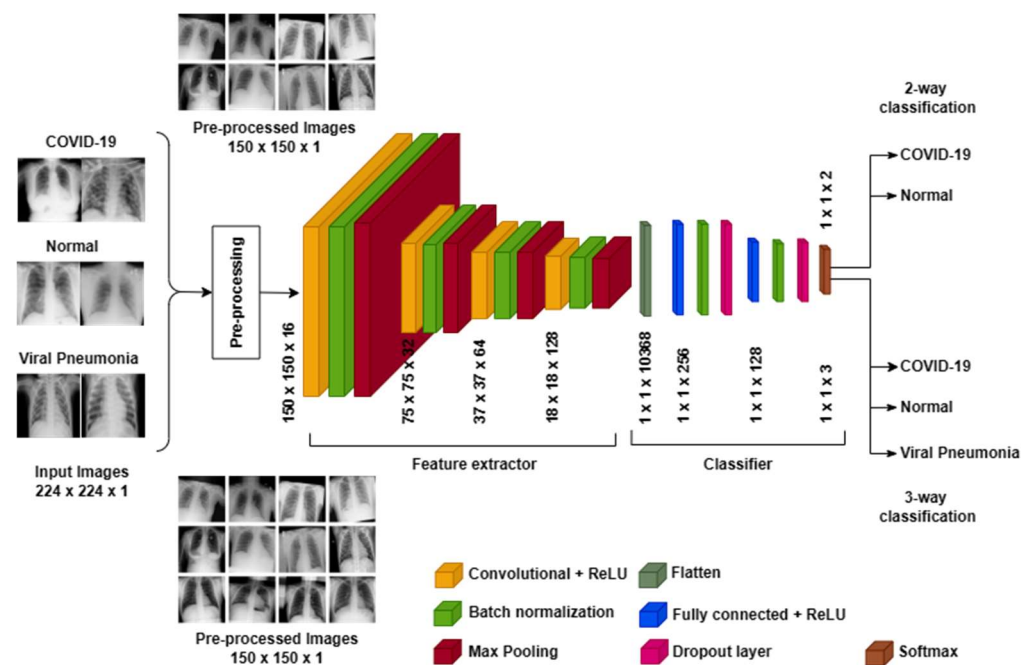 COVID-19
Normal
Viral Pneumonia
Input Images
224 x 224 x 1
Pre-processed Images
150 x 150 x 1
Pre-processing
Pre-processed Images
150 x 150 x 1
150 x 150 x 16
75 x 75 x 32
37 x 37 x 64
18 x 18 x 128
Feature extractor
1 x 1 x 10368
1 x 1 x 256
1 x 1 x 128
1 x 1 x 2
1 x 1 x 3
Classifier
2-way
classification
COVID-19
Normal
COVID-19
Normal
Viral Pneumonia
3-way
classification
Convolutional + ReLU
Flatten
Batch normalization
Fully connected + ReLU
Max Pooling
Dropout layer
Softmax